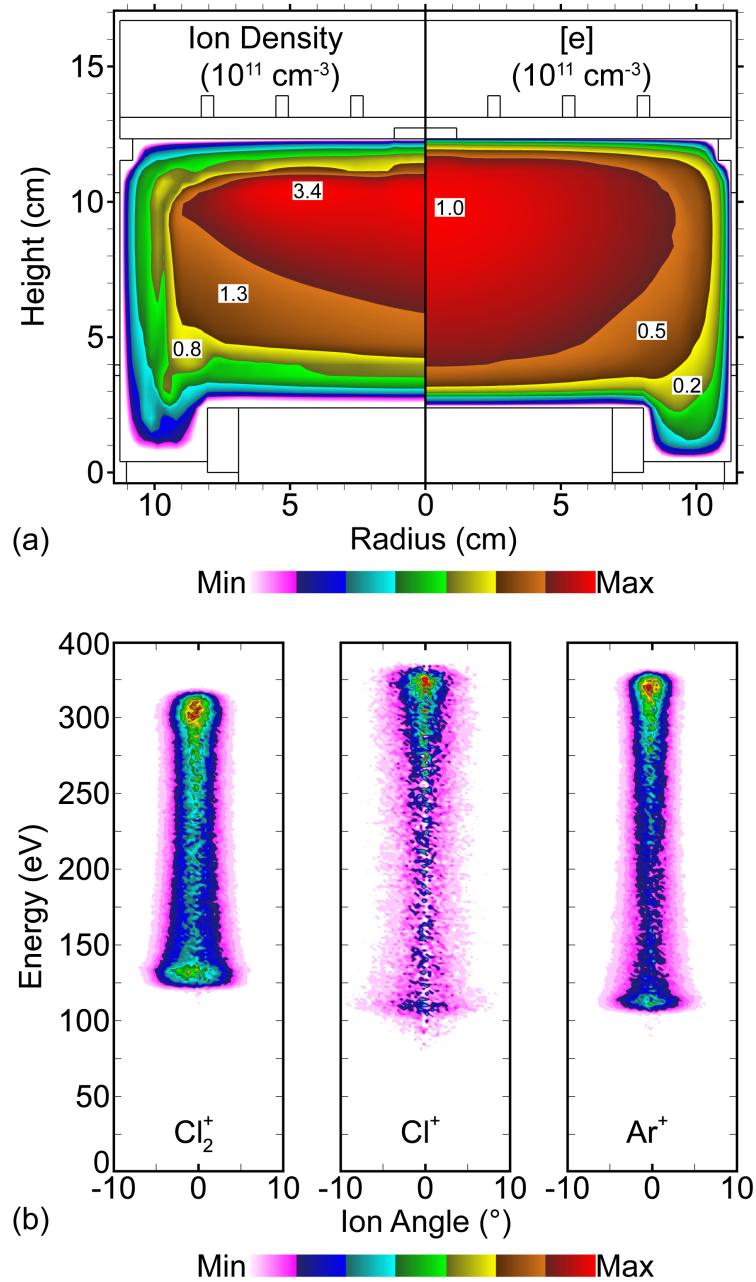 Ion Density
(10¹¹ cm⁻³)
[e]
(10¹¹ cm⁻³)
15
10
5
0
Height (cm)
3.4
1.0
1.3
0.5
0.8
0.2
10 5 0 5 10
Radius (cm)
(a)
Min Max
400
300
250
200
150
100
50
0
Energy (eV)
Cl₂⁺
Cl⁺
Ar⁺
-10 0 10
-10 0 10
-10 0 10
Ion Angle (°)
(b)
Min Max